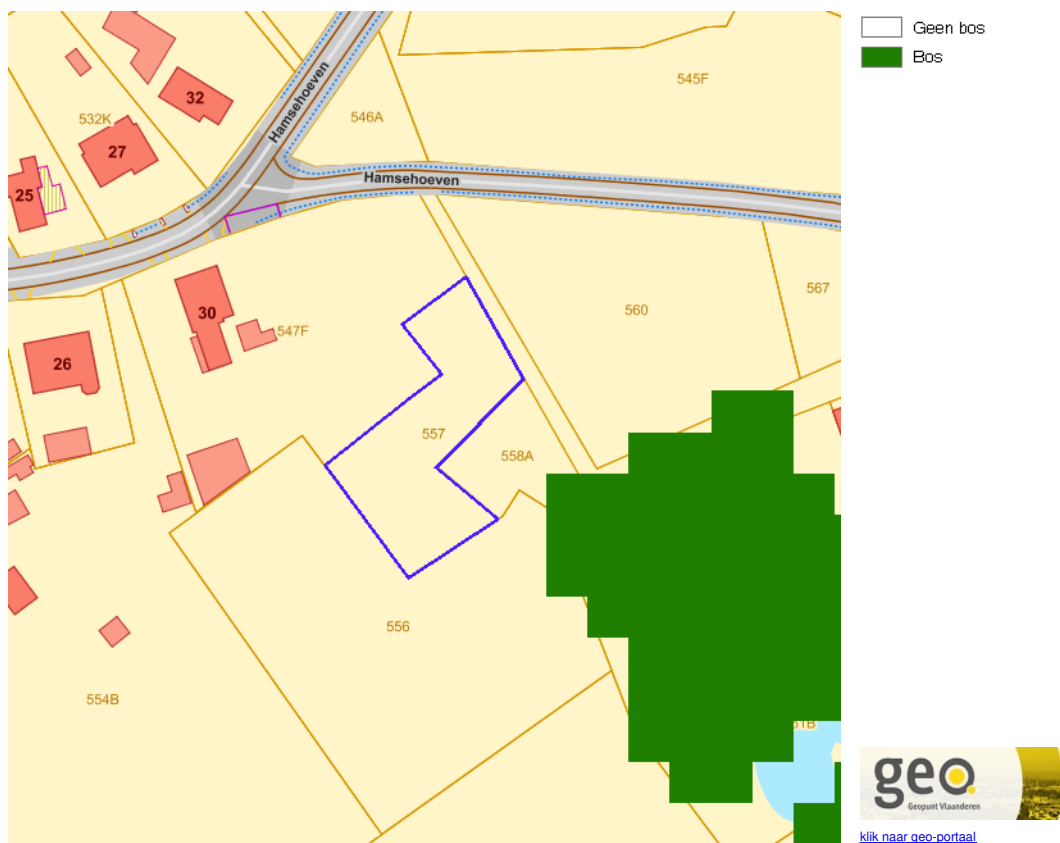 Geen bos
Bos
545F
32
Hamsehoeven
546A
532K
27
Hamsehoeven
25
567
560
30
547F
26
557
558A
556
554B
geo.
Geopunt Vlaanderen
klik naar geo-portaal